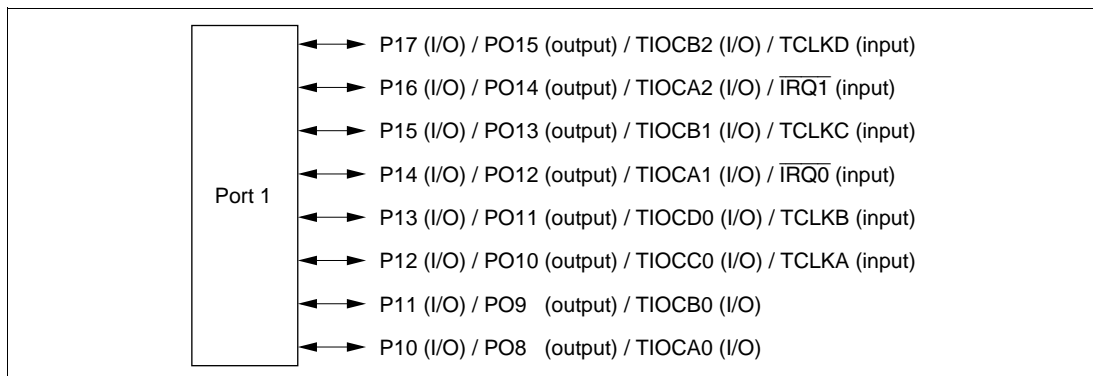 Port 1
P17 (I/O) / PO15 (output) / TIOCB2 (I/O) / TCLKD (input)
P16 (I/O) / PO14 (output) / TIOCA2 (I/O) / I̅R̅Q̅1̅ (input)
P15 (I/O) / PO13 (output) / TIOCB1 (I/O) / TCLKC (input)
P14 (I/O) / PO12 (output) / TIOCA1 (I/O) / I̅R̅Q̅0̅ (input)
P13 (I/O) / PO11 (output) / TIOCD0 (I/O) / TCLKB (input)
P12 (I/O) / PO10 (output) / TIOCC0 (I/O) / TCLKA (input)
P11 (I/O) / PO9 (output) / TIOCB0 (I/O)
P10 (I/O) / PO8 (output) / TIOCA0 (I/O)